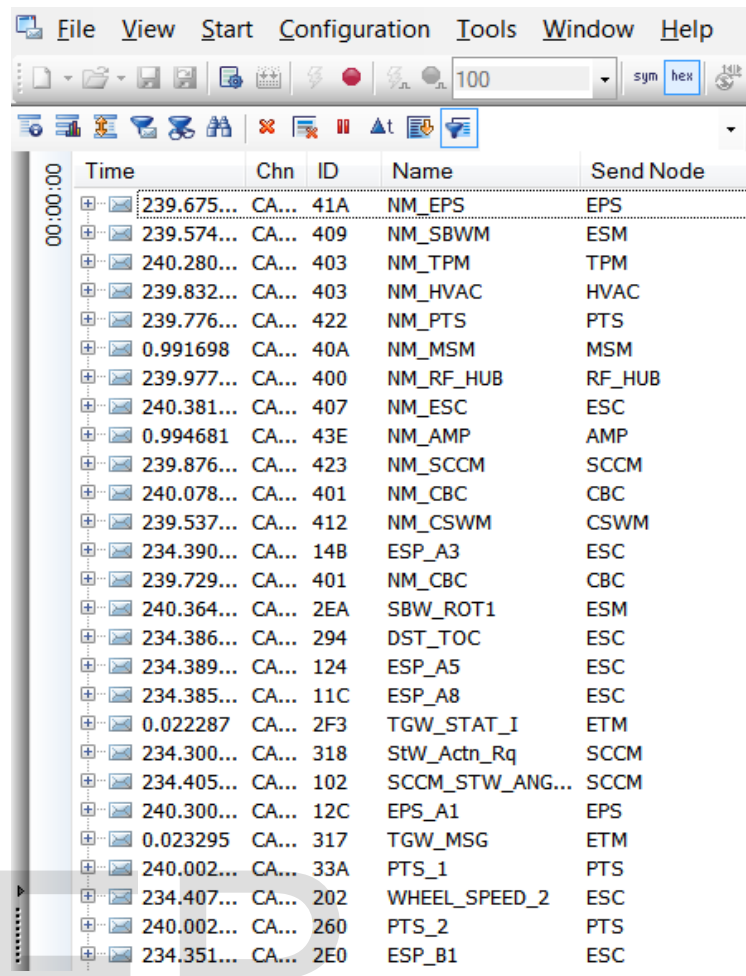 File View Start Configuration Tools Window Help
100 sym hex
Δt
Time Chn ID Name Send Node
00:00:00
239.675... CA... 41A NM_EPS EPS
239.574... CA... 409 NM_SBWM ESM
240.280... CA... 403 NM_TPM TPM
239.832... CA... 403 NM_HVAC HVAC
239.776... CA... 422 NM_PTS PTS
0.991698 CA... 40A NM_MSM MSM
239.977... CA... 400 NM_RF_HUB RF_HUB
240.381... CA... 407 NM_ESC ESC
0.994681 CA... 43E NM_AMP AMP
239.876... CA... 423 NM_SCCM SCCM
240.078... CA... 401 NM_CBC CBC
239.537... CA... 412 NM_CSWM CSWM
234.390... CA... 14B ESP_A3 ESC
239.729... CA... 401 NM_CBC CBC
240.364... CA... 2EA SBW_ROT1 ESM
234.386... CA... 294 DST_TOC ESC
234.389... CA... 124 ESP_A5 ESC
234.385... CA... 11C ESP_A8 ESC
0.022287 CA... 2F3 TGW_STAT_I ETM
234.300... CA... 318 StW_Actn_Rq SCCM
234.405... CA... 102 SCCM_STW_ANG... SCCM
240.300... CA... 12C EPS_A1 EPS
0.023295 CA... 317 TGW_MSG ETM
240.002... CA... 33A PTS_1 PTS
234.407... CA... 202 WHEEL_SPEED_2 ESC
240.002... CA... 260 PTS_2 PTS
234.351... CA... 2E0 ESP_B1 ESC